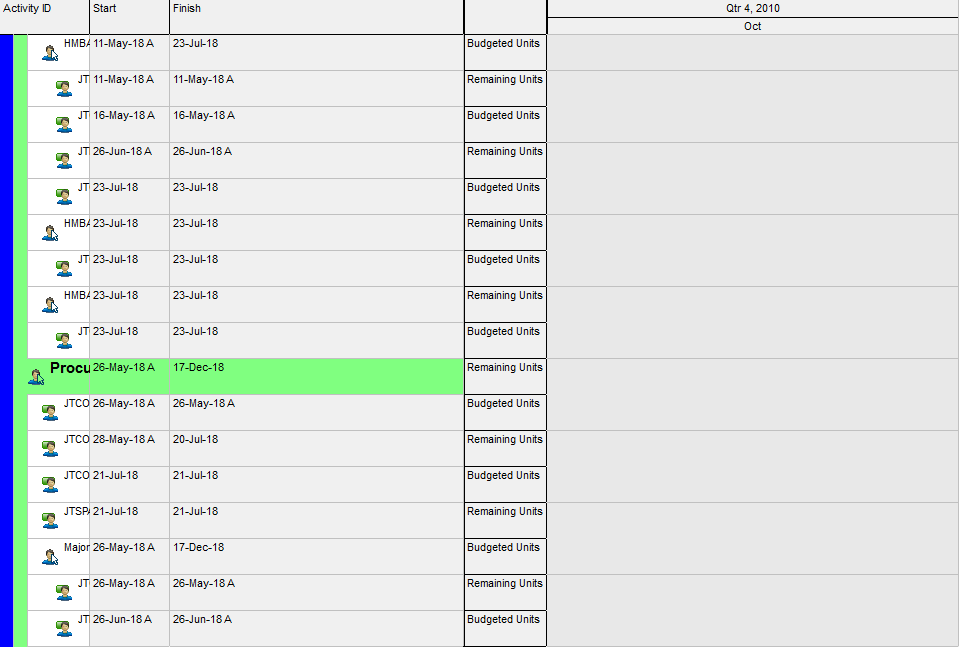 Activity ID Start Finish Qtr 4, 2010
Oct
HMBA 11-May-18 A 23-Jul-18 Budgeted Units
JT 11-May-18 A 11-May-18 A Remaining Units
JT 16-May-18 A 16-May-18 A Budgeted Units
JT 26-Jun-18 A 26-Jun-18 A Remaining Units
JT 23-Jul-18 23-Jul-18 Budgeted Units
HMBA 23-Jul-18 23-Jul-18 Remaining Units
JT 23-Jul-18 23-Jul-18 Budgeted Units
HMBA 23-Jul-18 23-Jul-18 Remaining Units
JT 23-Jul-18 23-Jul-18 Budgeted Units
Procu 26-May-18 A 17-Dec-18 Remaining Units
JTCO 26-May-18 A 26-May-18 A Budgeted Units
JTCO 28-May-18 A 20-Jul-18 Remaining Units
JTCO 21-Jul-18 21-Jul-18 Budgeted Units
JTSPA 21-Jul-18 21-Jul-18 Remaining Units
Major 26-May-18 A 17-Dec-18 Budgeted Units
JT 26-May-18 A 26-May-18 A Remaining Units
JT 26-Jun-18 A 26-Jun-18 A Budgeted Units